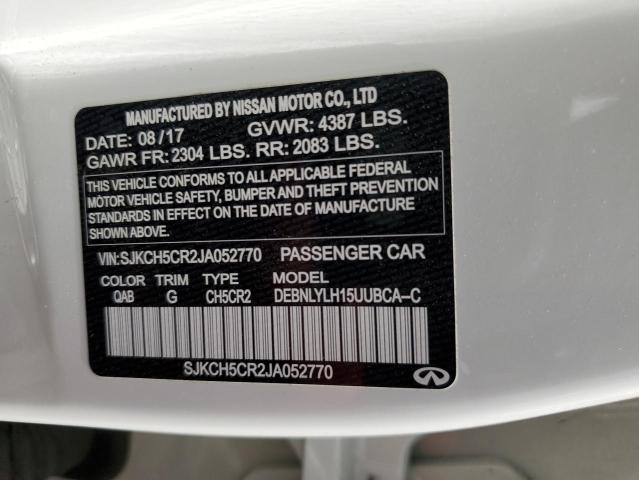 MANUFACTURED BY NISSAN MOTOR CO., LTD
DATE: 08/17 GVWR: 4387 LBS.
GAWR FR: 2304 LBS. RR: 2083 LBS.
THIS VEHICLE CONFORMS TO ALL APPLICABLE FEDERAL
MOTOR VEHICLE SAFETY, BUMPER AND THEFT PREVENTION
STANDARDS IN EFFECT ON THE DATE OF MANUFACTURE
SHOWN ABOVE.
VIN:SJKCH5CR2JA052770 PASSENGER CAR
COLOR TRIM TYPE MODEL
QAB G CH5CR2 DEBNLYLH15UUBCA-C
SJKCH5CR2JA052770